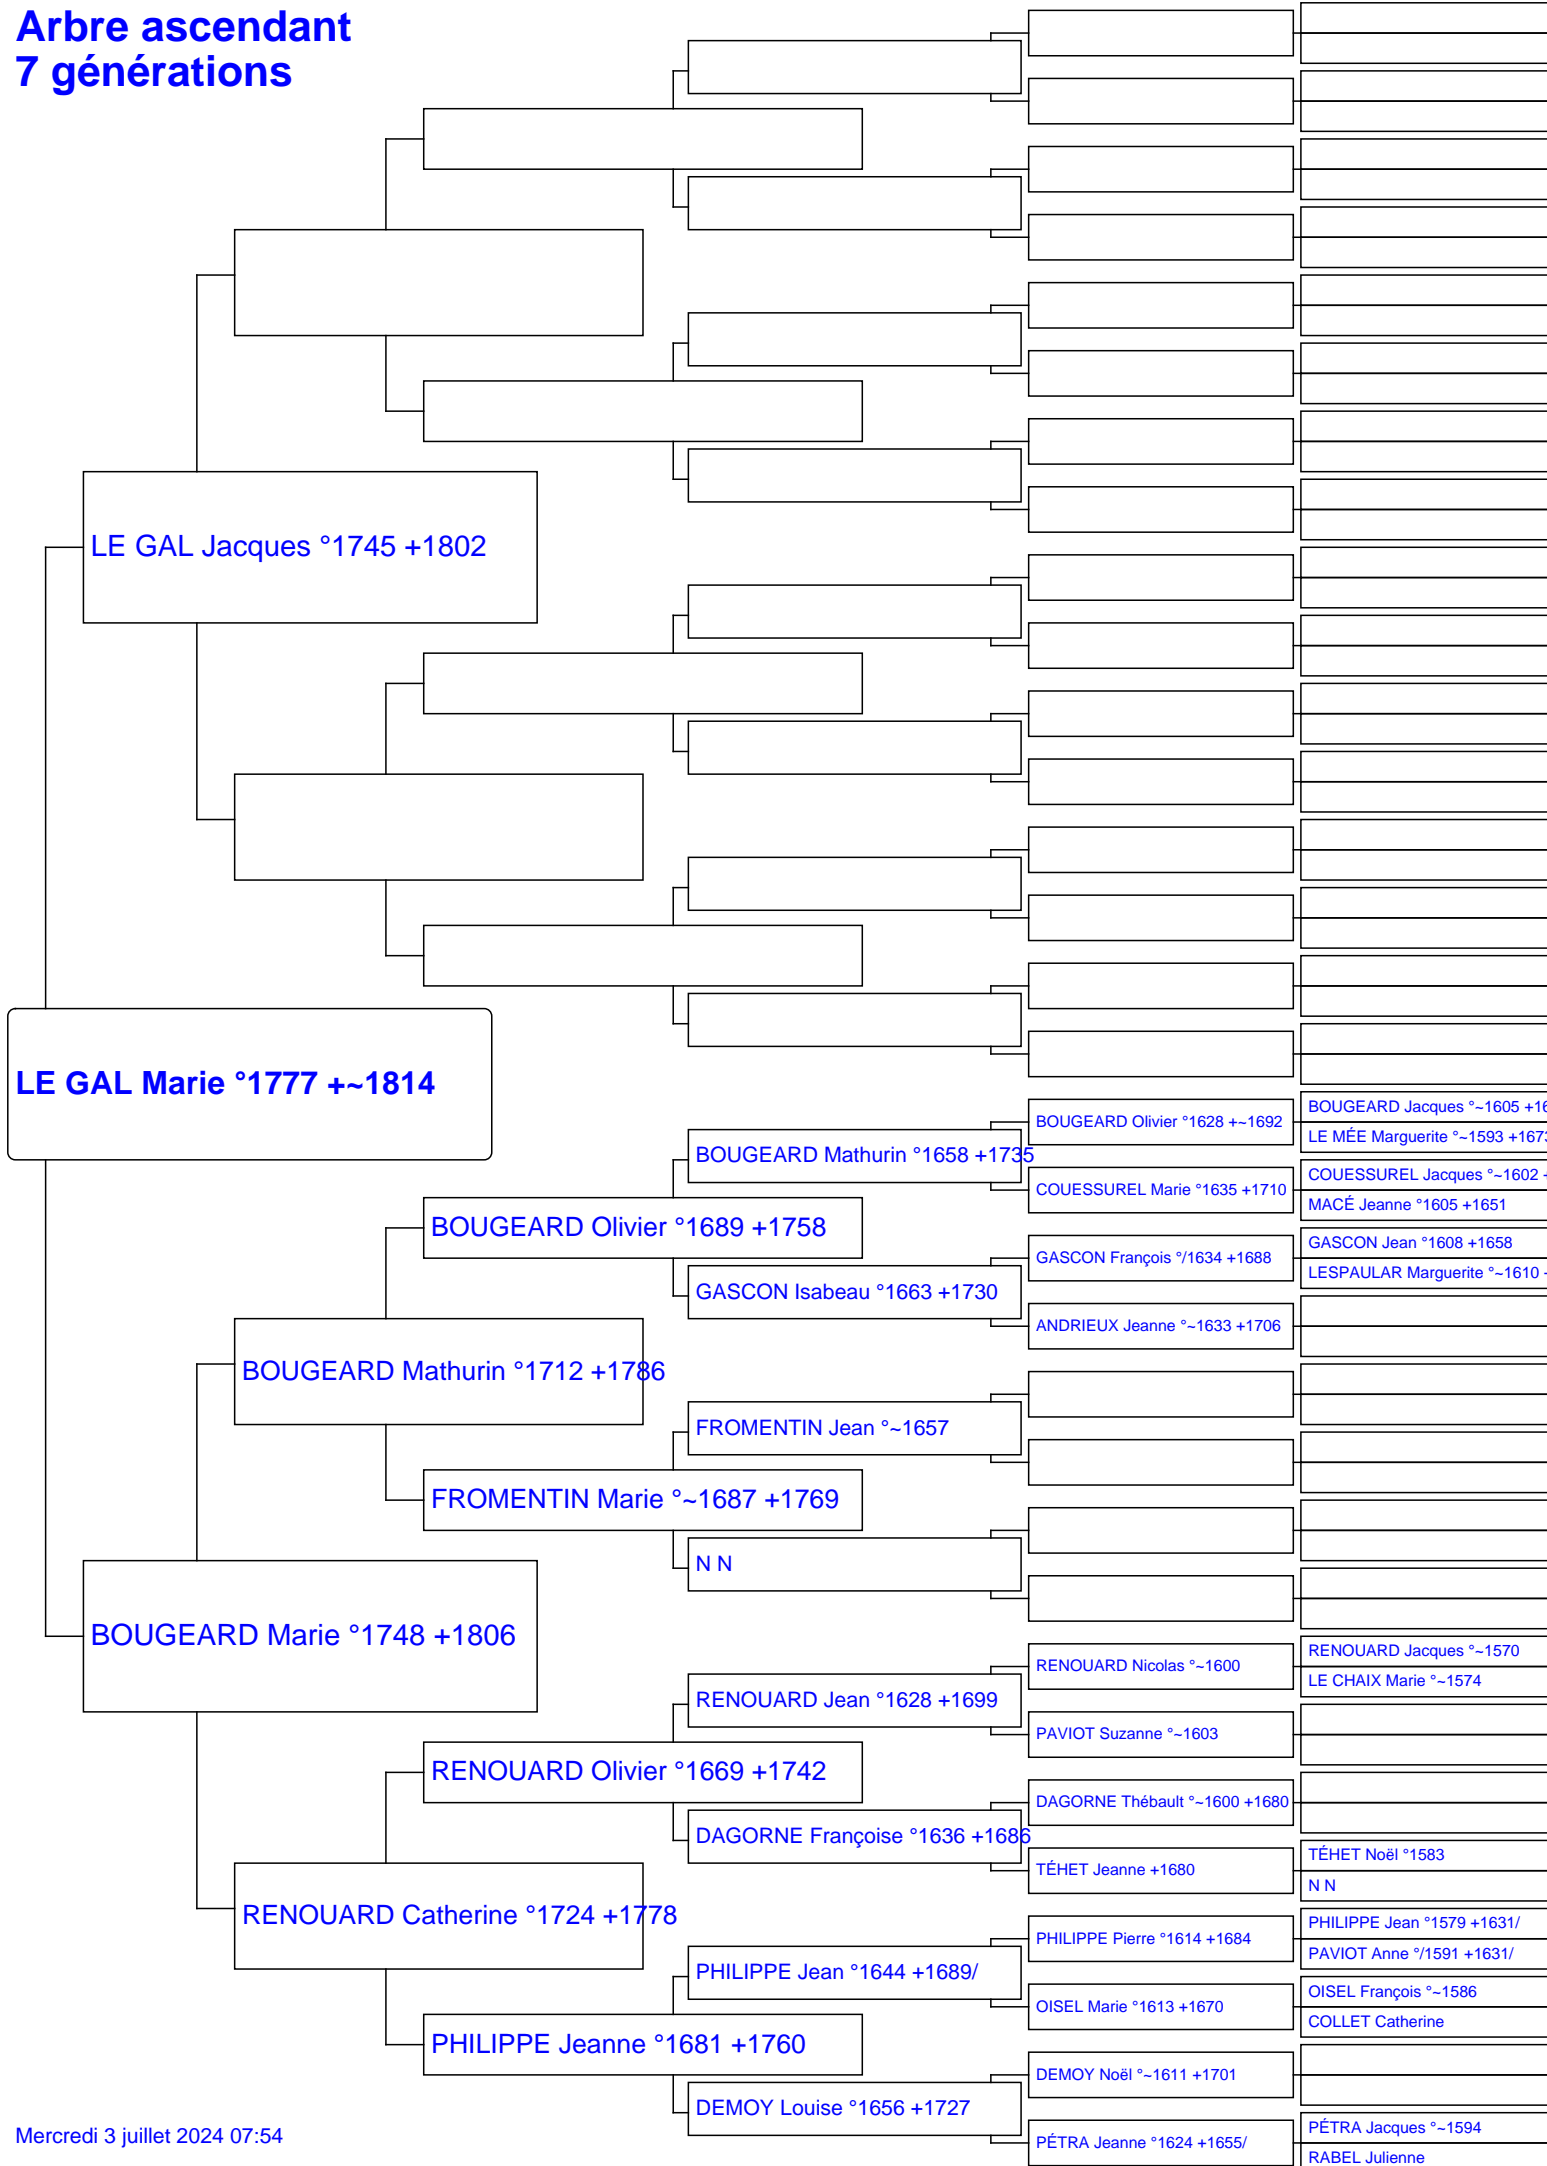 Arbre ascendant
7 générations
LE GAL Jacques °1745 +1802
LE GAL Marie °1777 +~1814
BOUGEARD Jacques °~1605 +16
BOUGEARD Olivier °1628 +~1692
LE MÉE Marguerite °~1593 +1673
BOUGEARD Mathurin °1658 +1735
COUESSUREL Jacques °~1602 +
COUESSUREL Marie °1635 +1710
MACÉ Jeanne °1605 +1651
BOUGEARD Olivier °1689 +1758
GASCON Jean °1608 +1658
GASCON François °/1634 +1688
LESPAULAR Marguerite °~1610 +
GASCON Isabeau °1663 +1730
ANDRIEUX Jeanne °~1633 +1706
BOUGEARD Mathurin °1712 +1786
FROMENTIN Jean °~1657
FROMENTIN Marie °~1687 +1769
N N
BOUGEARD Marie °1748 +1806
RENOUARD Jacques °~1570
RENOUARD Nicolas °~1600
LE CHAIX Marie °~1574
RENOUARD Jean °1628 +1699
PAVIOT Suzanne °~1603
RENOUARD Olivier °1669 +1742
DAGORNE Thébault °~1600 +1680
DAGORNE Françoise °1636 +1686
TÉHET Noël °1583
TÉHET Jeanne +1680
N N
RENOUARD Catherine °1724 +1778
PHILIPPE Jean °1579 +1631/
PHILIPPE Pierre °1614 +1684
PAVIOT Anne °/1591 +1631/
PHILIPPE Jean °1644 +1689/
OISEL François °~1586
OISEL Marie °1613 +1670
COLLET Catherine
PHILIPPE Jeanne °1681 +1760
DEMOY Noël °~1611 +1701
DEMOY Louise °1656 +1727
PÉTRA Jacques °~1594
PÉTRA Jeanne °1624 +1655/
RABEL Julienne
Mercredi 3 juillet 2024 07:54